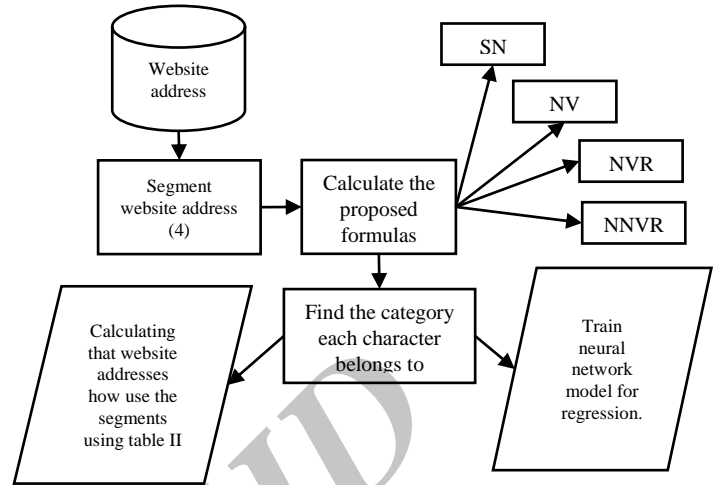 Website
address
Segment
website address
(4)
Calculate the
proposed
formulas
SN
NV
NVR
NNVR
Find the category
each character
belongs to
Calculating
that website
addresses
how use the
segments
using table II
Train
neural
network
model for
regression.